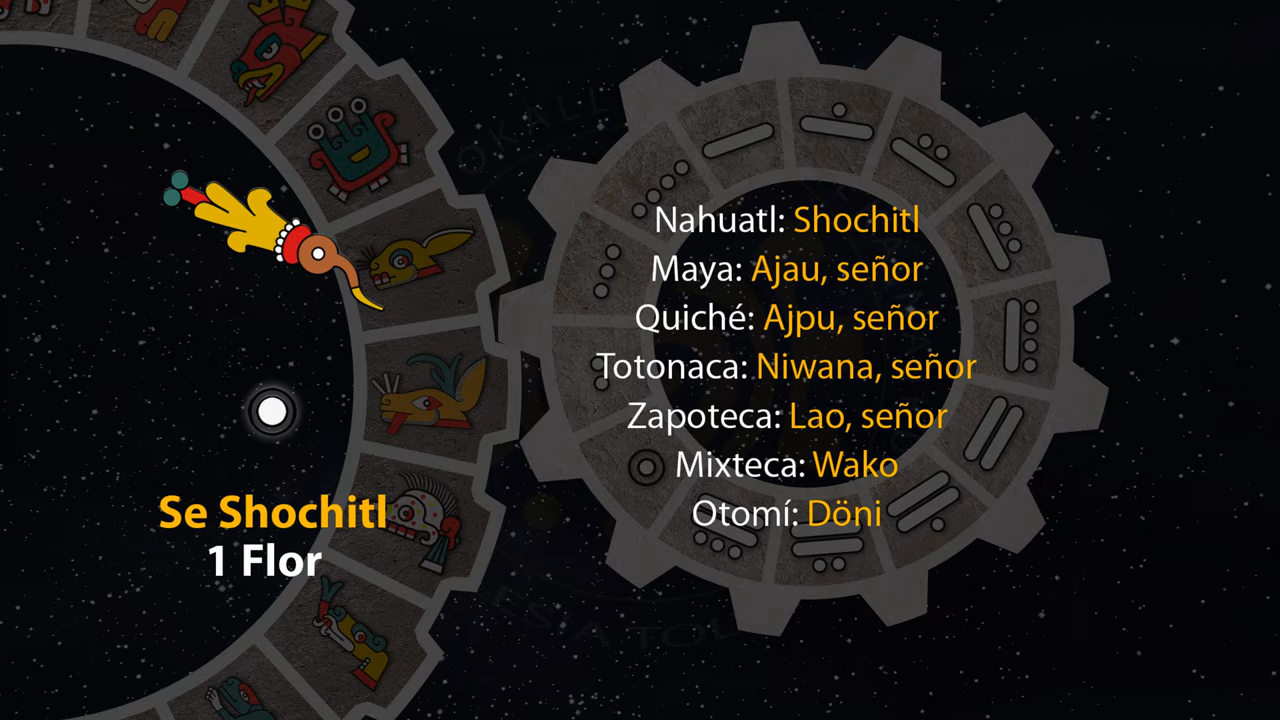 Nahuatl: Shochitl
Maya: Ajau, señor
Quiché: Ajpu, señor
Totonaca: Niwana, señor
Zapoteca: Lao, señor
Mixteca: Wako
Otomí: Döni
Se Shochitl
1 Flor